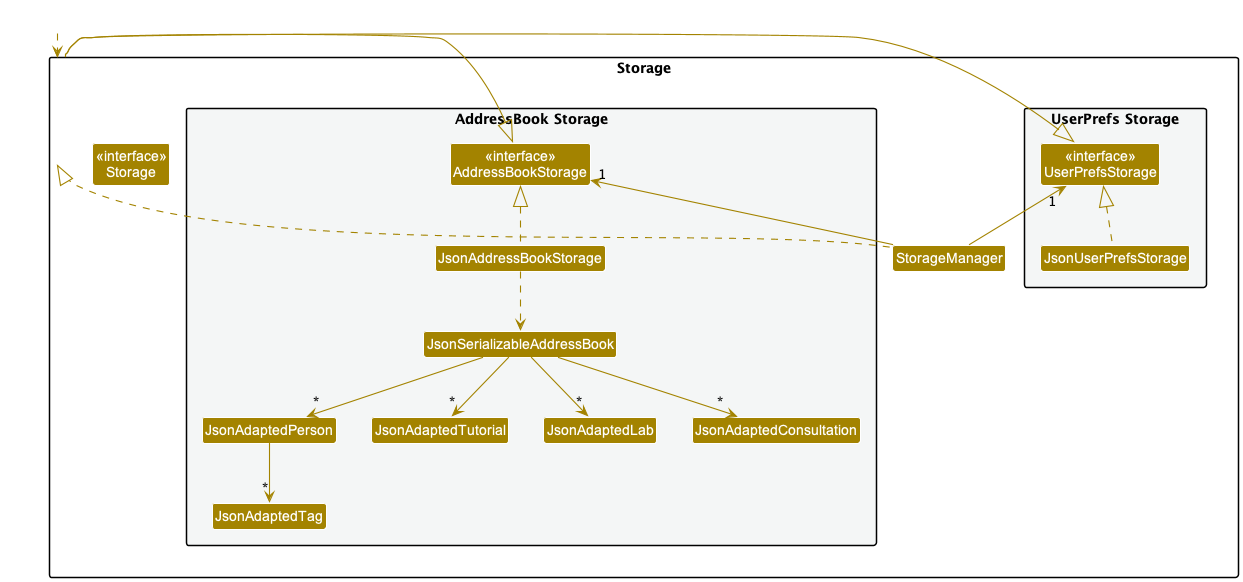 Storage
AddressBook Storage
UserPrefs Storage
«interface»
Storage
«interface»
AddressBookStorage
«interface»
UserPrefsStorage
1
1
JsonAddressBookStorage
StorageManager
JsonUserPrefsStorage
JsonSerializableAddressBook
*
*
*
*
JsonAdaptedPerson
JsonAdaptedTutorial
JsonAdaptedLab
JsonAdaptedConsultation
*
JsonAdaptedTag